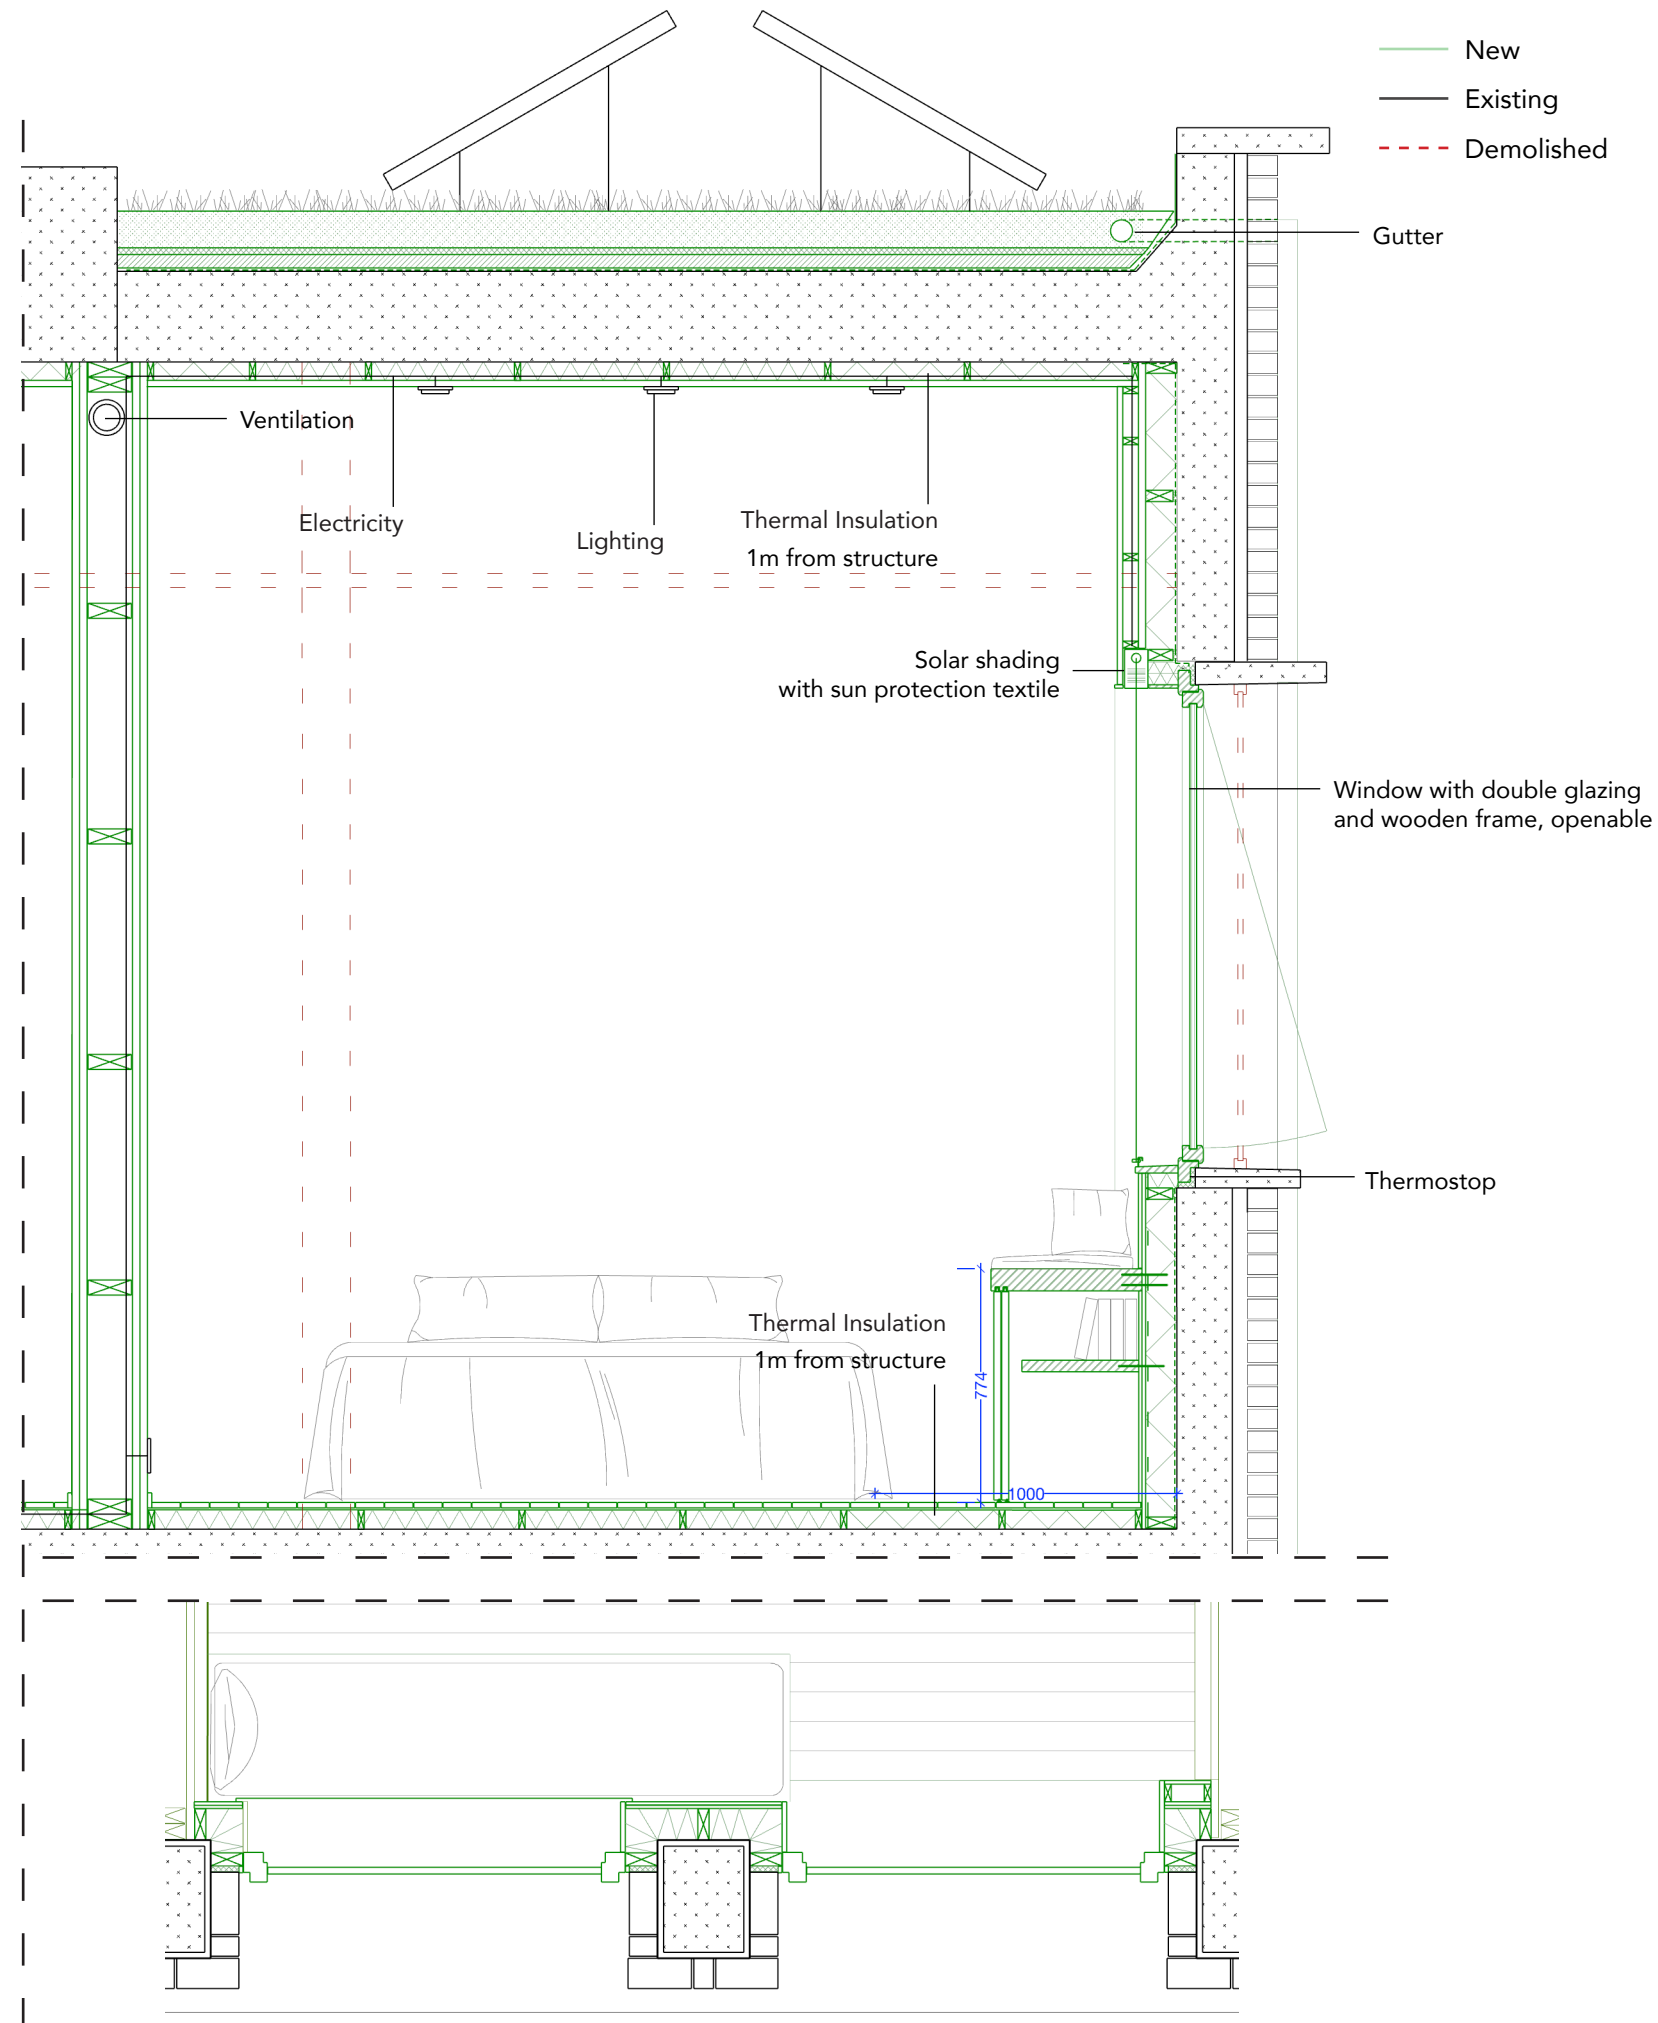 New
Existing
Demolished
Gutter
Ventilation
Electricity
Lighting
Thermal Insulation
1m from structure
Solar shading
with sun protection textile
Window with double glazing
and wooden frame, openable
Thermostop
Thermal Insulation
1m from structure
774
1000